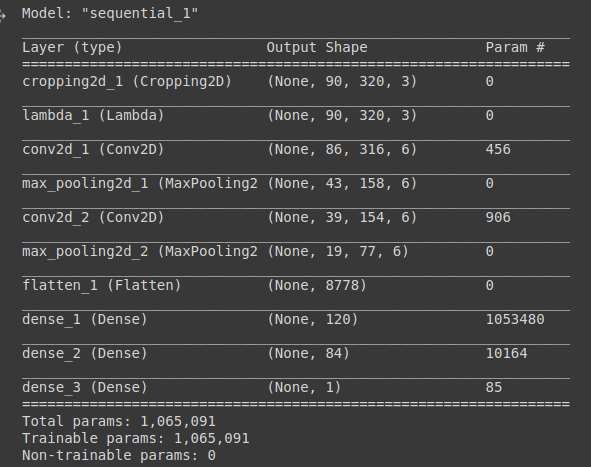 Model: "sequential_1"
Layer (type) Output Shape Param #
cropping2d_1 (Cropping2D) (None, 90, 320, 3) 0
lambda_1 (Lambda) (None, 90, 320, 3) 0
conv2d_1 (Conv2D) (None, 86, 316, 6) 456
max_pooling2d_1 (MaxPooling2 (None, 43, 158, 6) 0
conv2d_2 (Conv2D) (None, 39, 154, 6) 906
max_pooling2d_2 (MaxPooling2 (None, 19, 77, 6) 0
flatten_1 (Flatten) (None, 8778) 0
dense_1 (Dense) (None, 120) 1053480
dense_2 (Dense) (None, 84) 10164
dense_3 (Dense) (None, 1) 85
Total params: 1,065,091
Trainable params: 1,065,091
Non-trainable params: 0